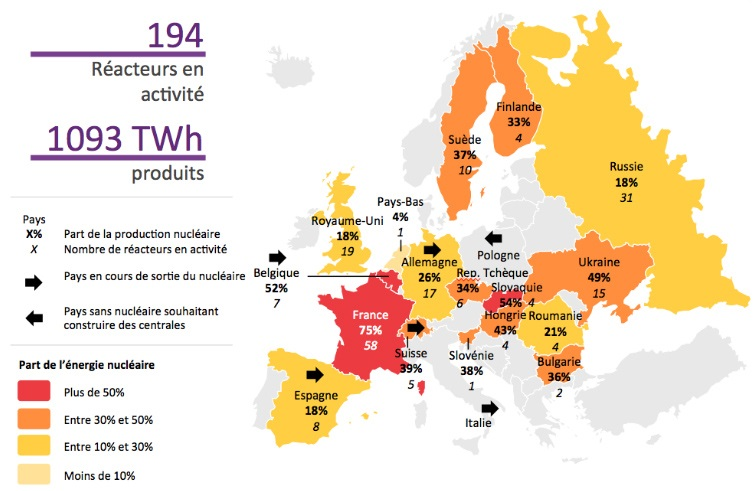 194
Réacteurs en
activité
1093 TWh
produits
Pays
X% Part de la production nucléaire
X Nombre de réacteurs en activité
Pays en cours de sortie du nucléaire
Pays sans nucléaire souhaitant
construire des centrales
Part de l'énergie nucléaire
Plus de 50%
Entre 30% et 50%
Entre 10% et 30%
Moins de 10%
Finlande
33%
4
Suède
37%
10
Russie
18%
31
Pays-Bas
4%
1
Royaume-Uni
18%
19
Belgique
52%
7
Allemagne
26%
17
Pologne
Rep. Tchèque
34%
6
Slovaquie
54% 4
Ukraine
49%
15
France
75%
58
Hongrie
43%
4
Roumanie
21%
4
Suisse
39%
5
Slovénie
38%
1
Bulgarie
36%
2
Espagne
18%
8
Italie